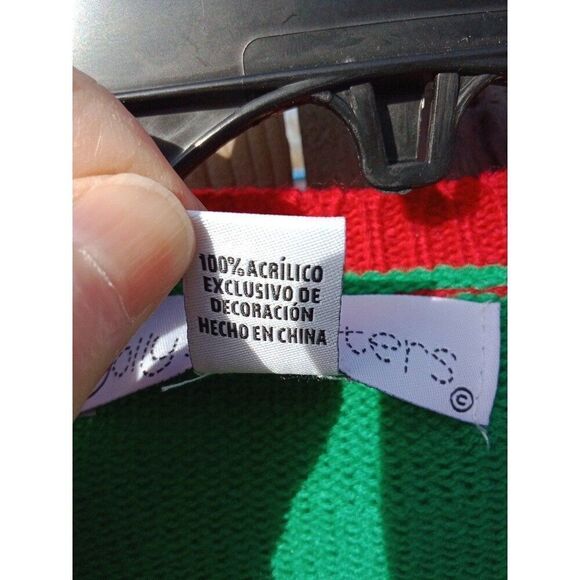 100% ACRÍLICO
EXCLUSIVO DE
DECORACIÓN
HECHO EN CHINA
©